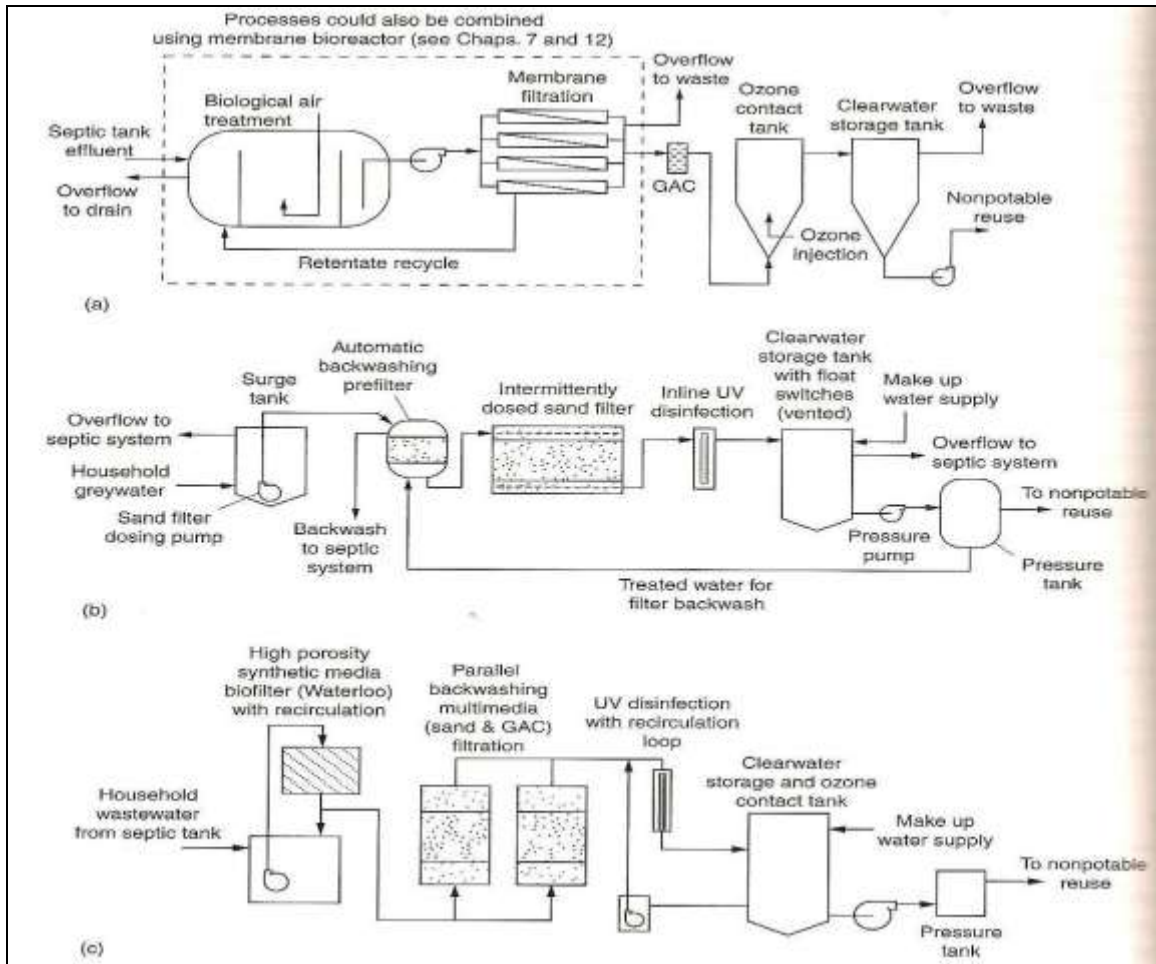 Processes could also be combined
using membrane bioreactor (see Chaps. 7 and 12)
Biological air
treatment
Membrane
filtration
Overflow
to waste
Ozone
contact
tank
Clearwater
storage tank
Overflow
to waste
Septic tank
effluent
Overflow
to drain
GAC
Nonpotable
reuse
Ozone
injection
Retentate recycle
(a)
Automatic
backwashing
prefilter
Surge
tank
Intermittently
dosed sand filter
Inline UV
disinfection
Clearwater
storage tank
with float
switches
(vented)
Make up
water supply
Overflow to
septic system
Household
greywater
Sand filter
dosing pump
Backwash
to septic
system
Overflow to
septic system
To nonpotable
reuse
Pressure
pump
Pressure
tank
Treated water for
filter backwash
(b)
High porosity
synthetic media
biofilter (Waterloo)
with recirculation
Parallel
backwashing
multimedia
(sand & GAC)
filtration
UV disinfection
with recirculation
loop
Clearwater
storage and ozone
contact tank
Household
wastewater
from septic tank
Make up
water supply
To nonpotable
reuse
Pressure
tank
(c)